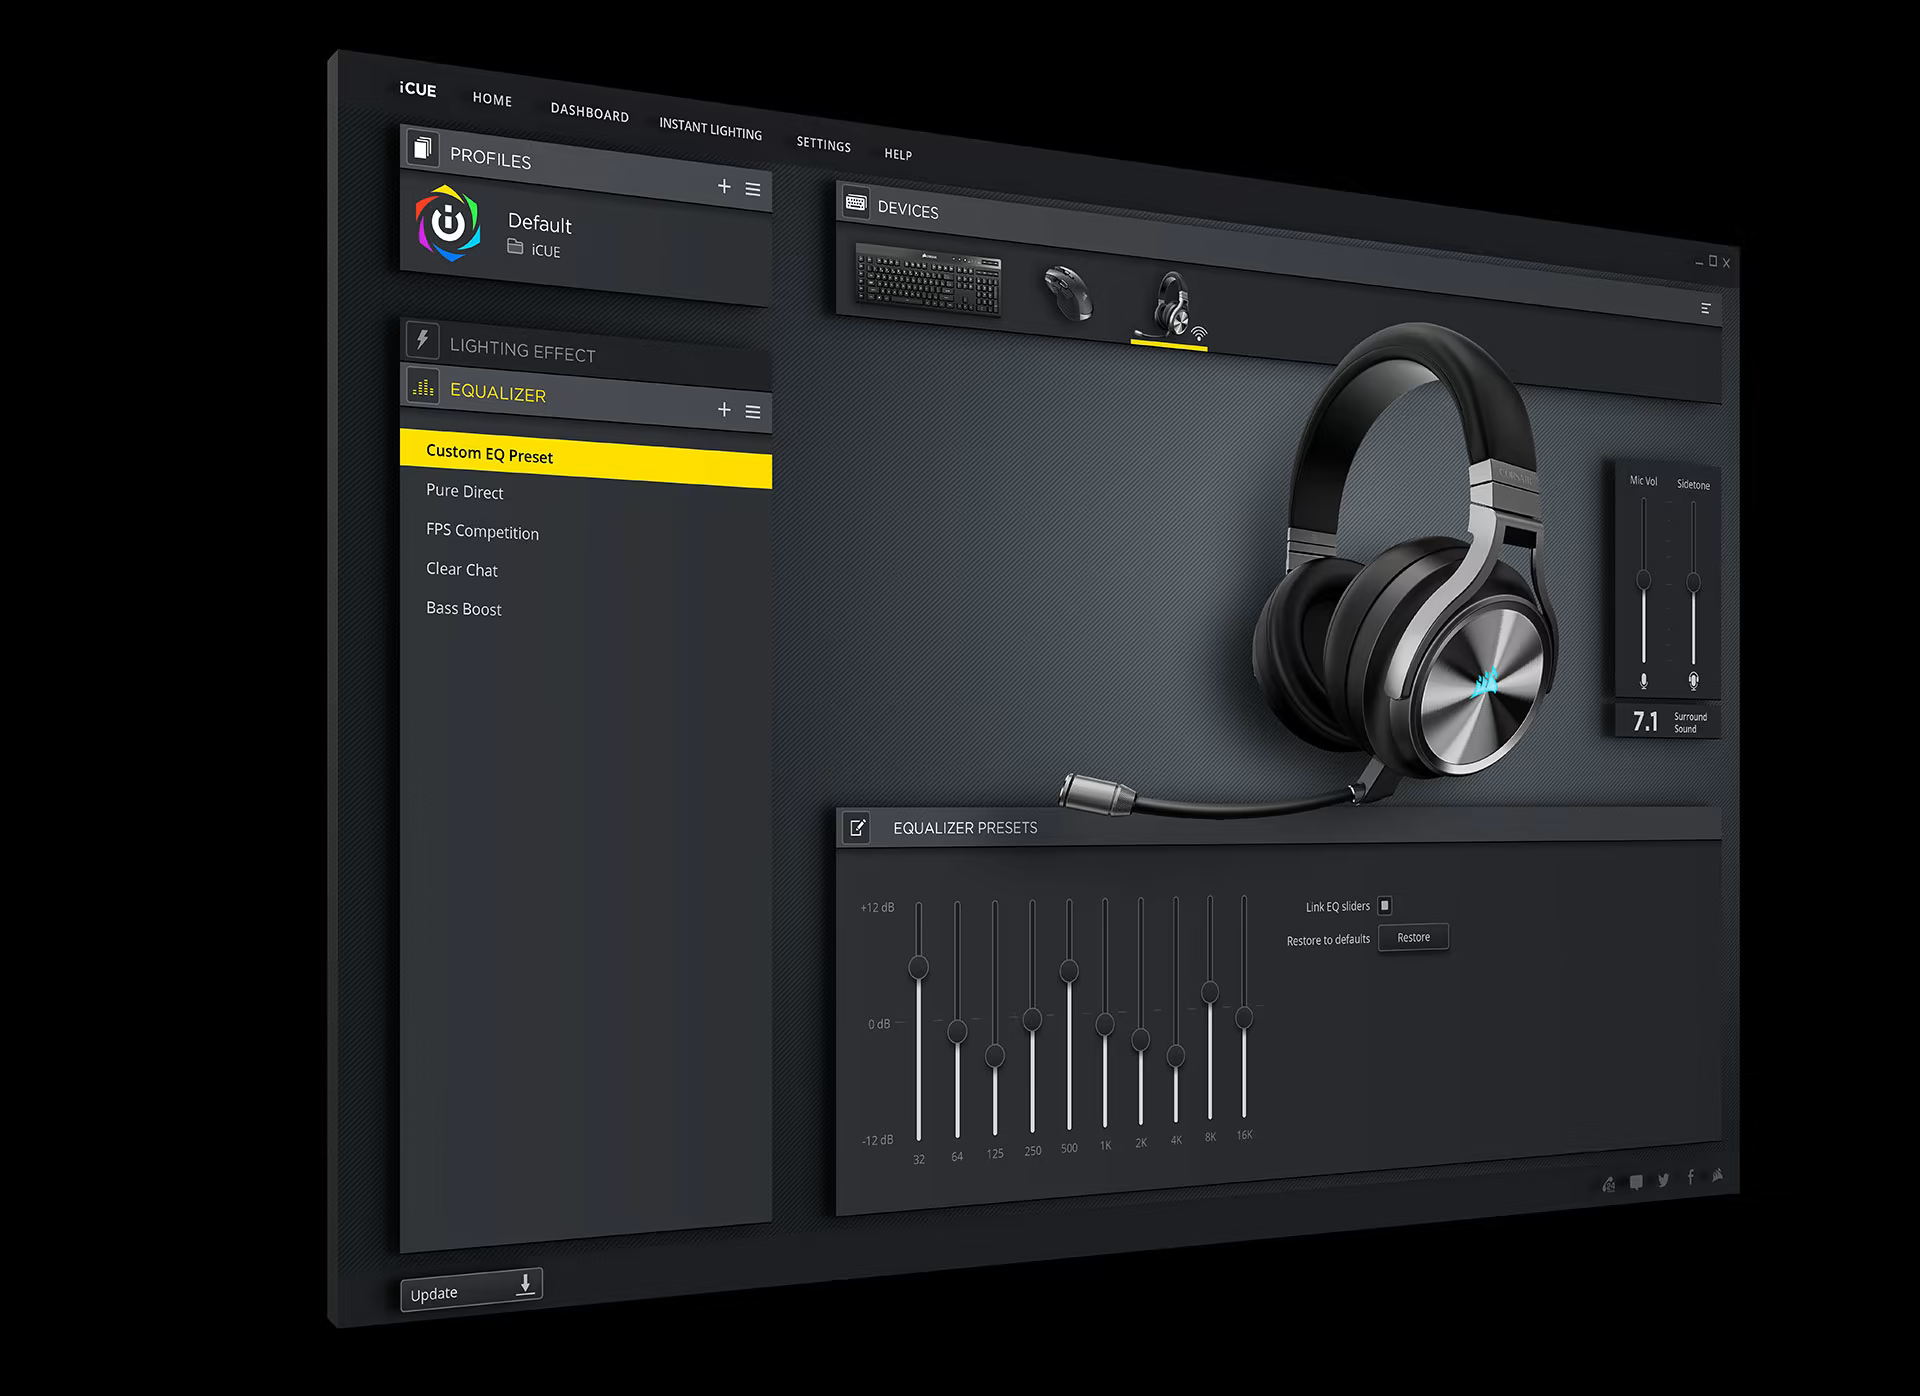 iCUE
HOME
DASHBOARD
INSTANT LIGHTING
SETTINGS
HELP
PROFILES
Default
iCUE
LIGHTING EFFECT
EQUALIZER
Custom EQ Preset
Pure Direct
FPS Competition
Clear Chat
Bass Boost
Update
DEVICES
CORSAIR
Mic Vol
Sidetone
7.1
Surround
Sound
EQUALIZER PRESETS
+12 dB
0 dB
-12 dB
32
64
125
250
500
1K
2K
4K
8K
16K
Link EQ sliders
Restore to defaults
Restore